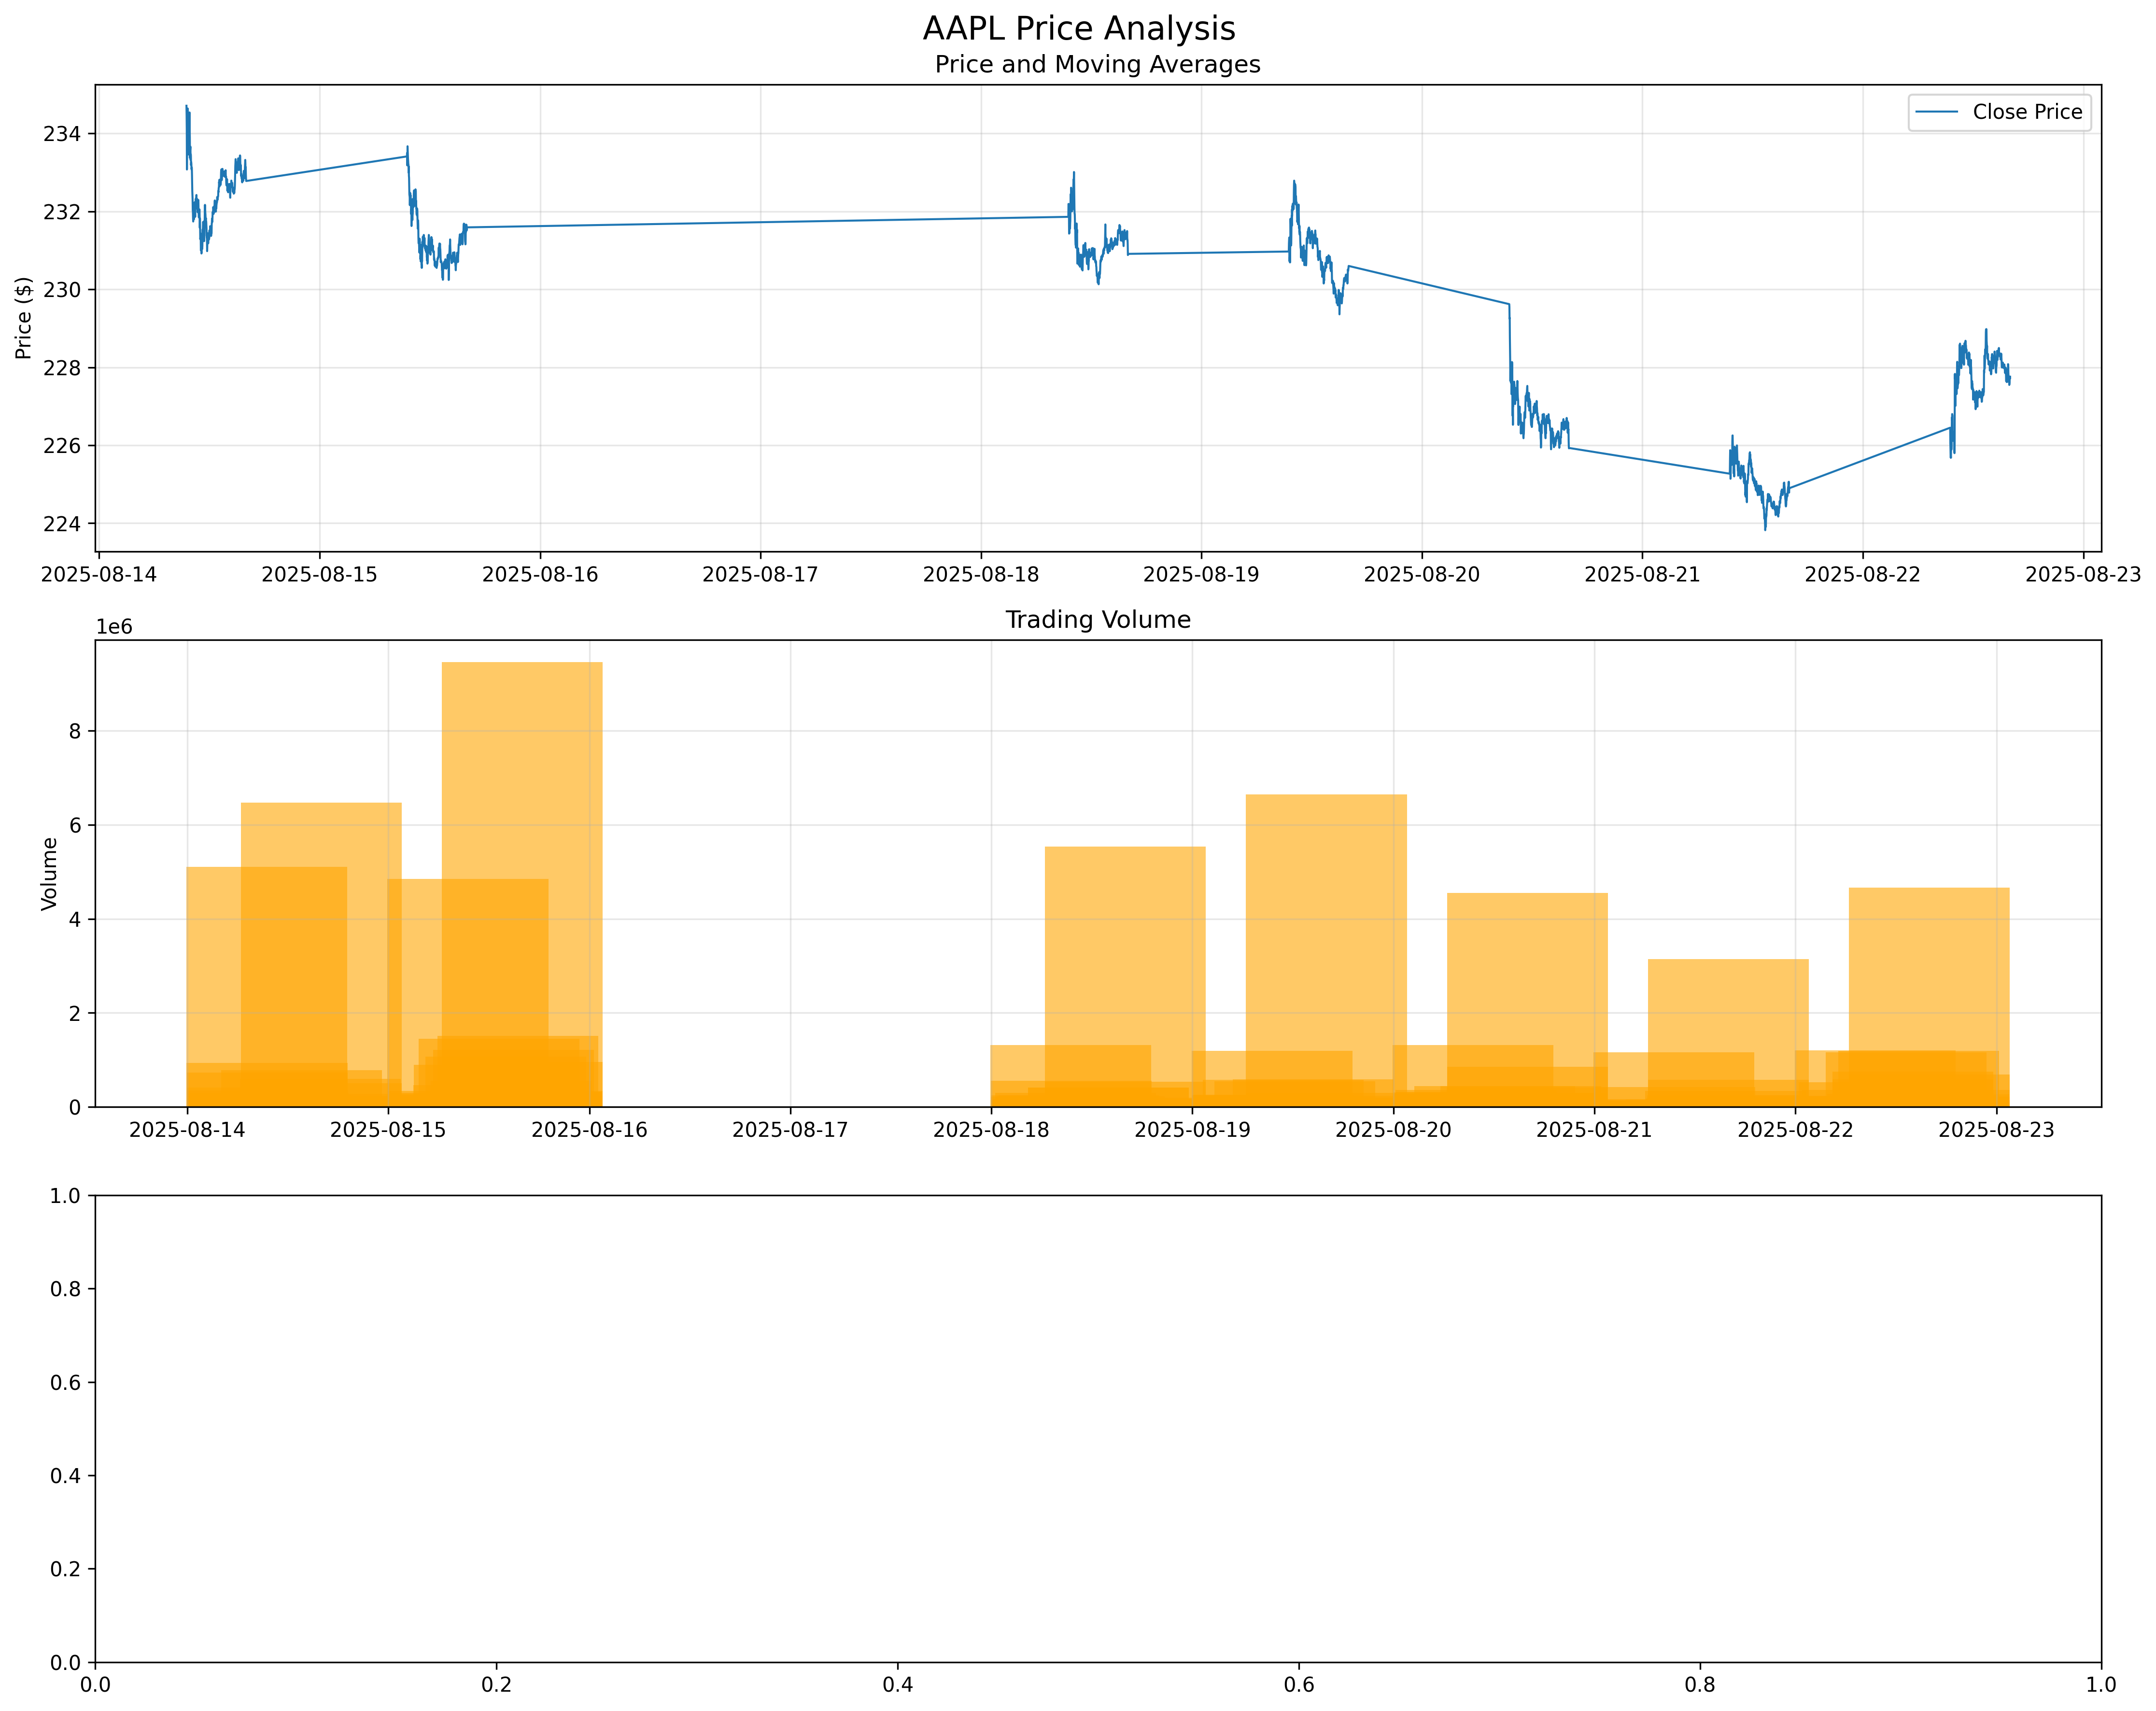 AAPL Price Analysis
Price and Moving Averages
Close Price
Price ($)
234
232
230
228
226
224
2025-08-14 2025-08-15 2025-08-16 2025-08-17 2025-08-18 2025-08-19 2025-08-20 2025-08-21 2025-08-22 2025-08-23
Trading Volume
1e6
Volume
8
6
4
2
0
2025-08-14 2025-08-15 2025-08-16 2025-08-17 2025-08-18 2025-08-19 2025-08-20 2025-08-21 2025-08-22 2025-08-23
1.0
0.8
0.6
0.4
0.2
0.0
0.0 0.2 0.4 0.6 0.8 1.0